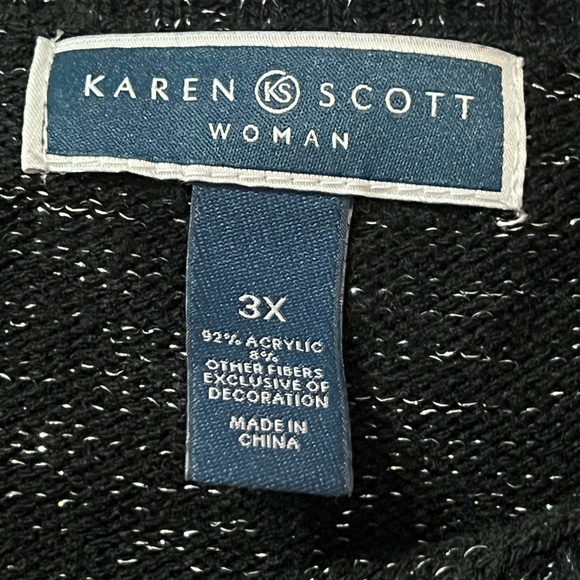 KAREN KS SCOTT
WOMAN
3X
92% ACRYLIC
8%
OTHER FIBERS
EXCLUSIVE OF
DECORATION
MADE IN
CHINA